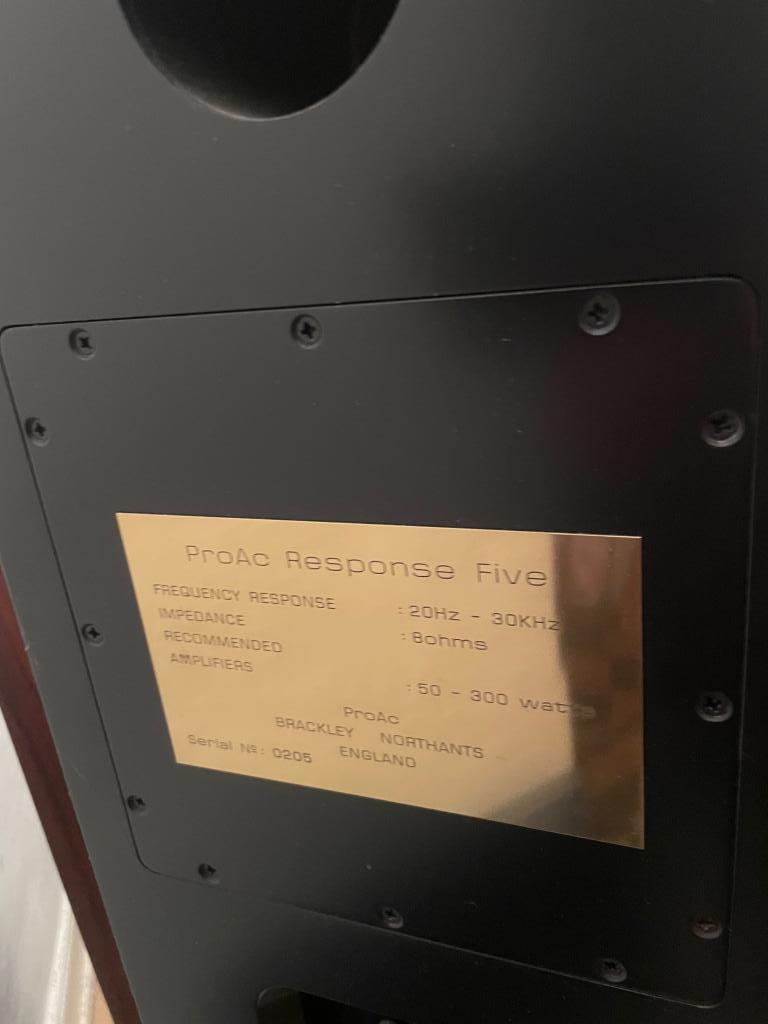 ProAc Response Five
FREQUENCY RESPONSE : 20Hz - 30KHz
IMPEDANCE : 8ohms
RECOMMENDED
AMPLIFIERS : 50 - 300 watts
ProAc
BRACKLEY NORTHANTS
Serial Nº: 0205 ENGLAND